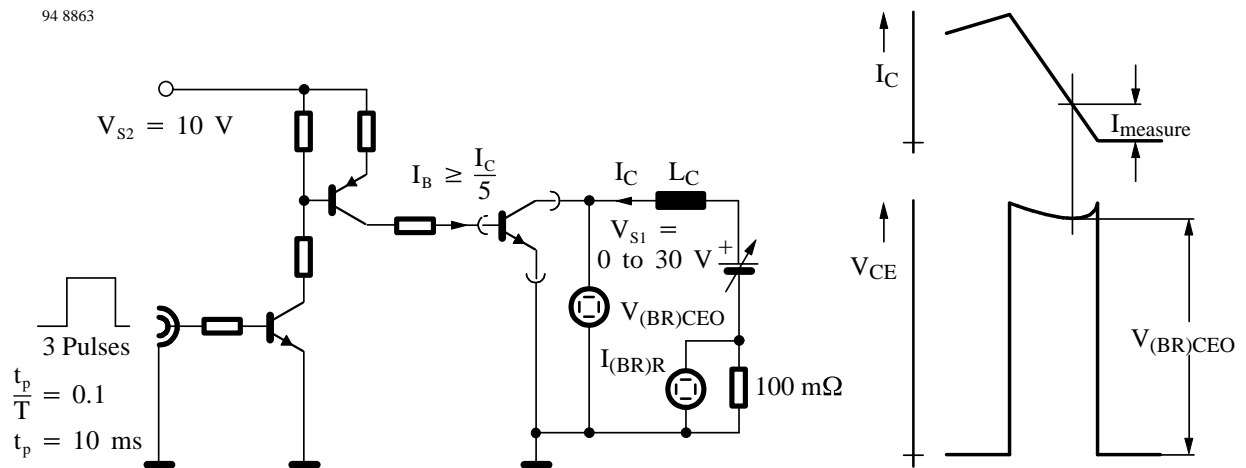 94 8863
V_S2 = 10 V
I_B ≥ I_C/5
I_C
L_C
V_S1 =
0 to 30 V
+
V_(BR)CEO
I_(BR)R
100 mΩ
3 Pulses
t_p/T = 0.1
t_p = 10 ms
I_C
I_measure
V_CE
V_(BR)CEO